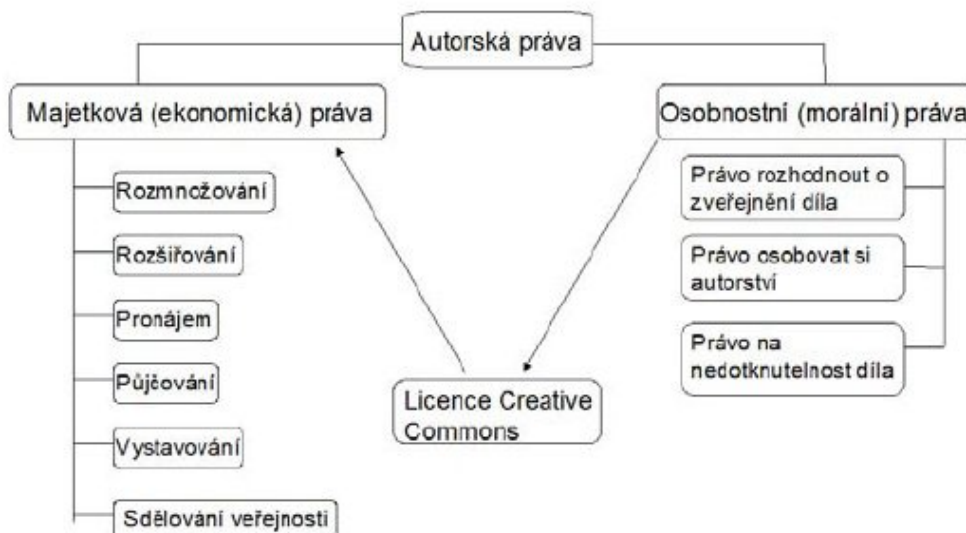 Autorská práva
Majetková (ekonomická) práva
Osobnostní (morální) práva
Rozmnožování
Rozšiřování
Pronájem
Půjčování
Vystavování
Sdělování veřejnosti
Právo rozhodnout o
zveřejnění díla
Právo osobovat si
autorství
Právo na
nedotknutelnost díla
Licence Creative
Commons